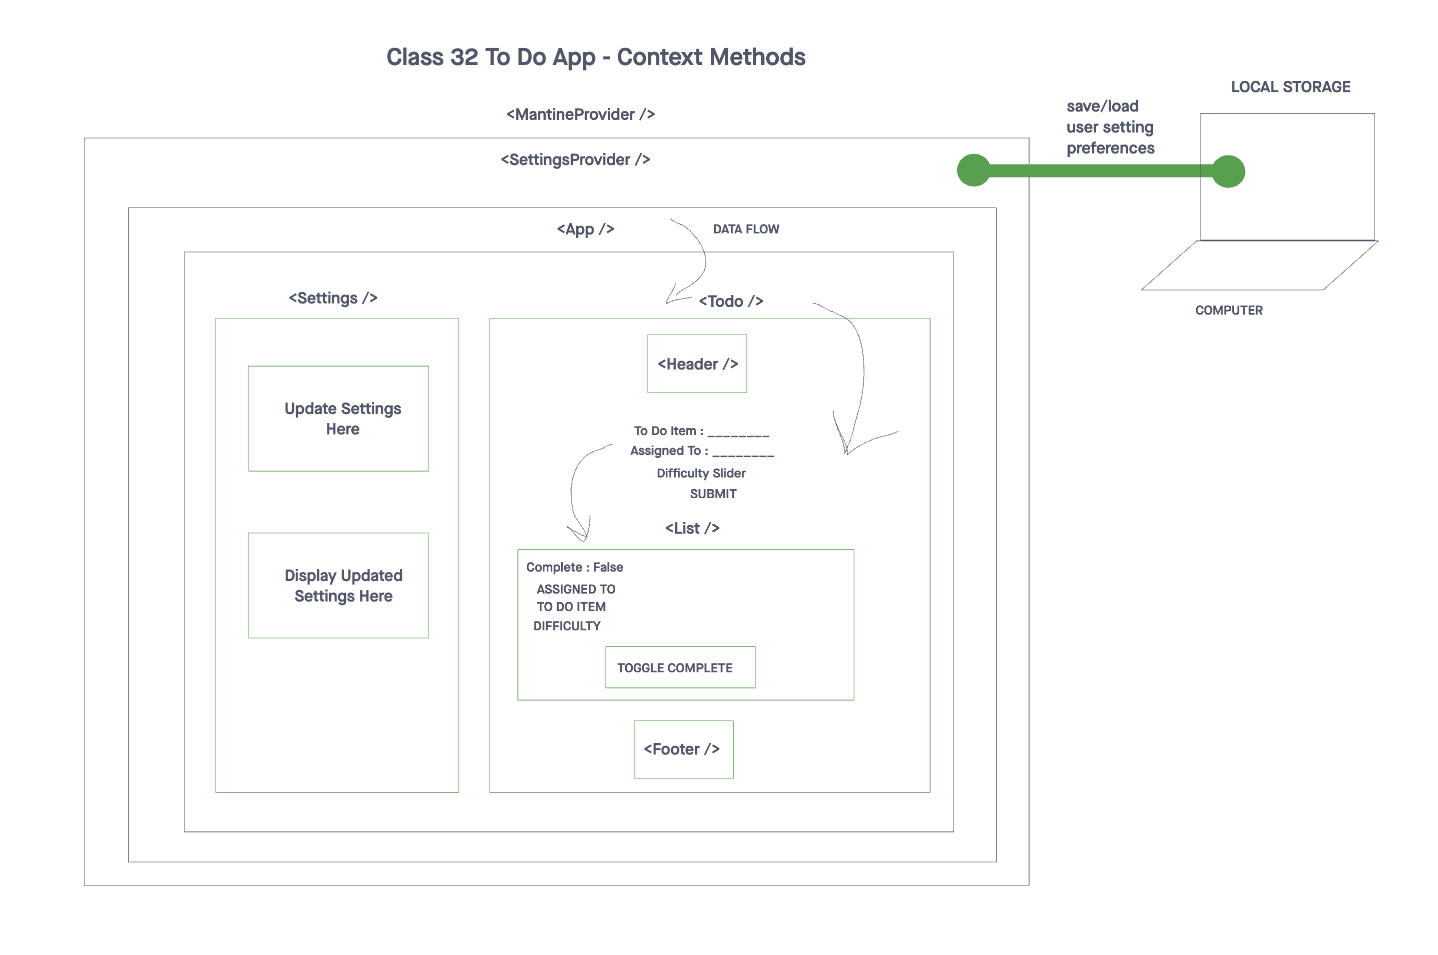 Class 32 To Do App - Context Methods
LOCAL STORAGE
save/load
user setting
preferences
<MantineProvider />
<SettingsProvider />
<App />
DATA FLOW
<Settings />
<Todo />
COMPUTER
<Header />
Update Settings
Here
To Do Item : ________
Assigned To : ________
Difficulty Slider
SUBMIT
<List />
Complete : False
ASSIGNED TO
TO DO ITEM
DIFFICULTY
Display Updated
Settings Here
TOGGLE COMPLETE
<Footer />